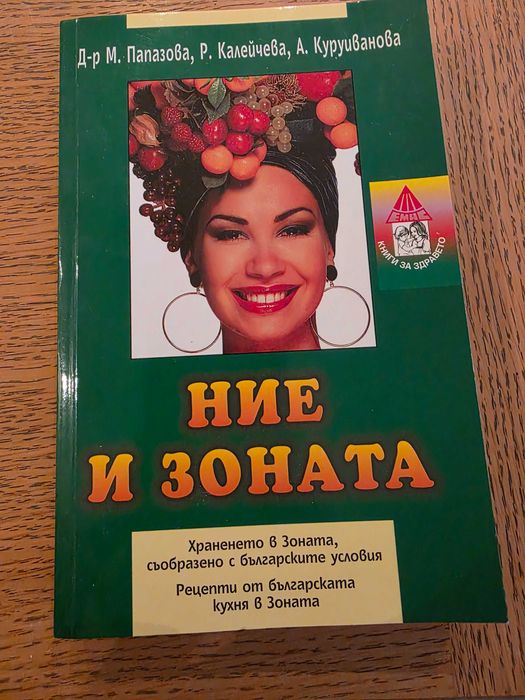 Д-р М. Папазова, Р. Калейчева, А. Куруиванова
ЕМАС
КНИГИ ЗА ЗДРАВЕТО
НИЕ
И ЗОНАТА
Храненето в Зоната,
съобразено с българските условия
Рецепти от българската
кухня в Зоната